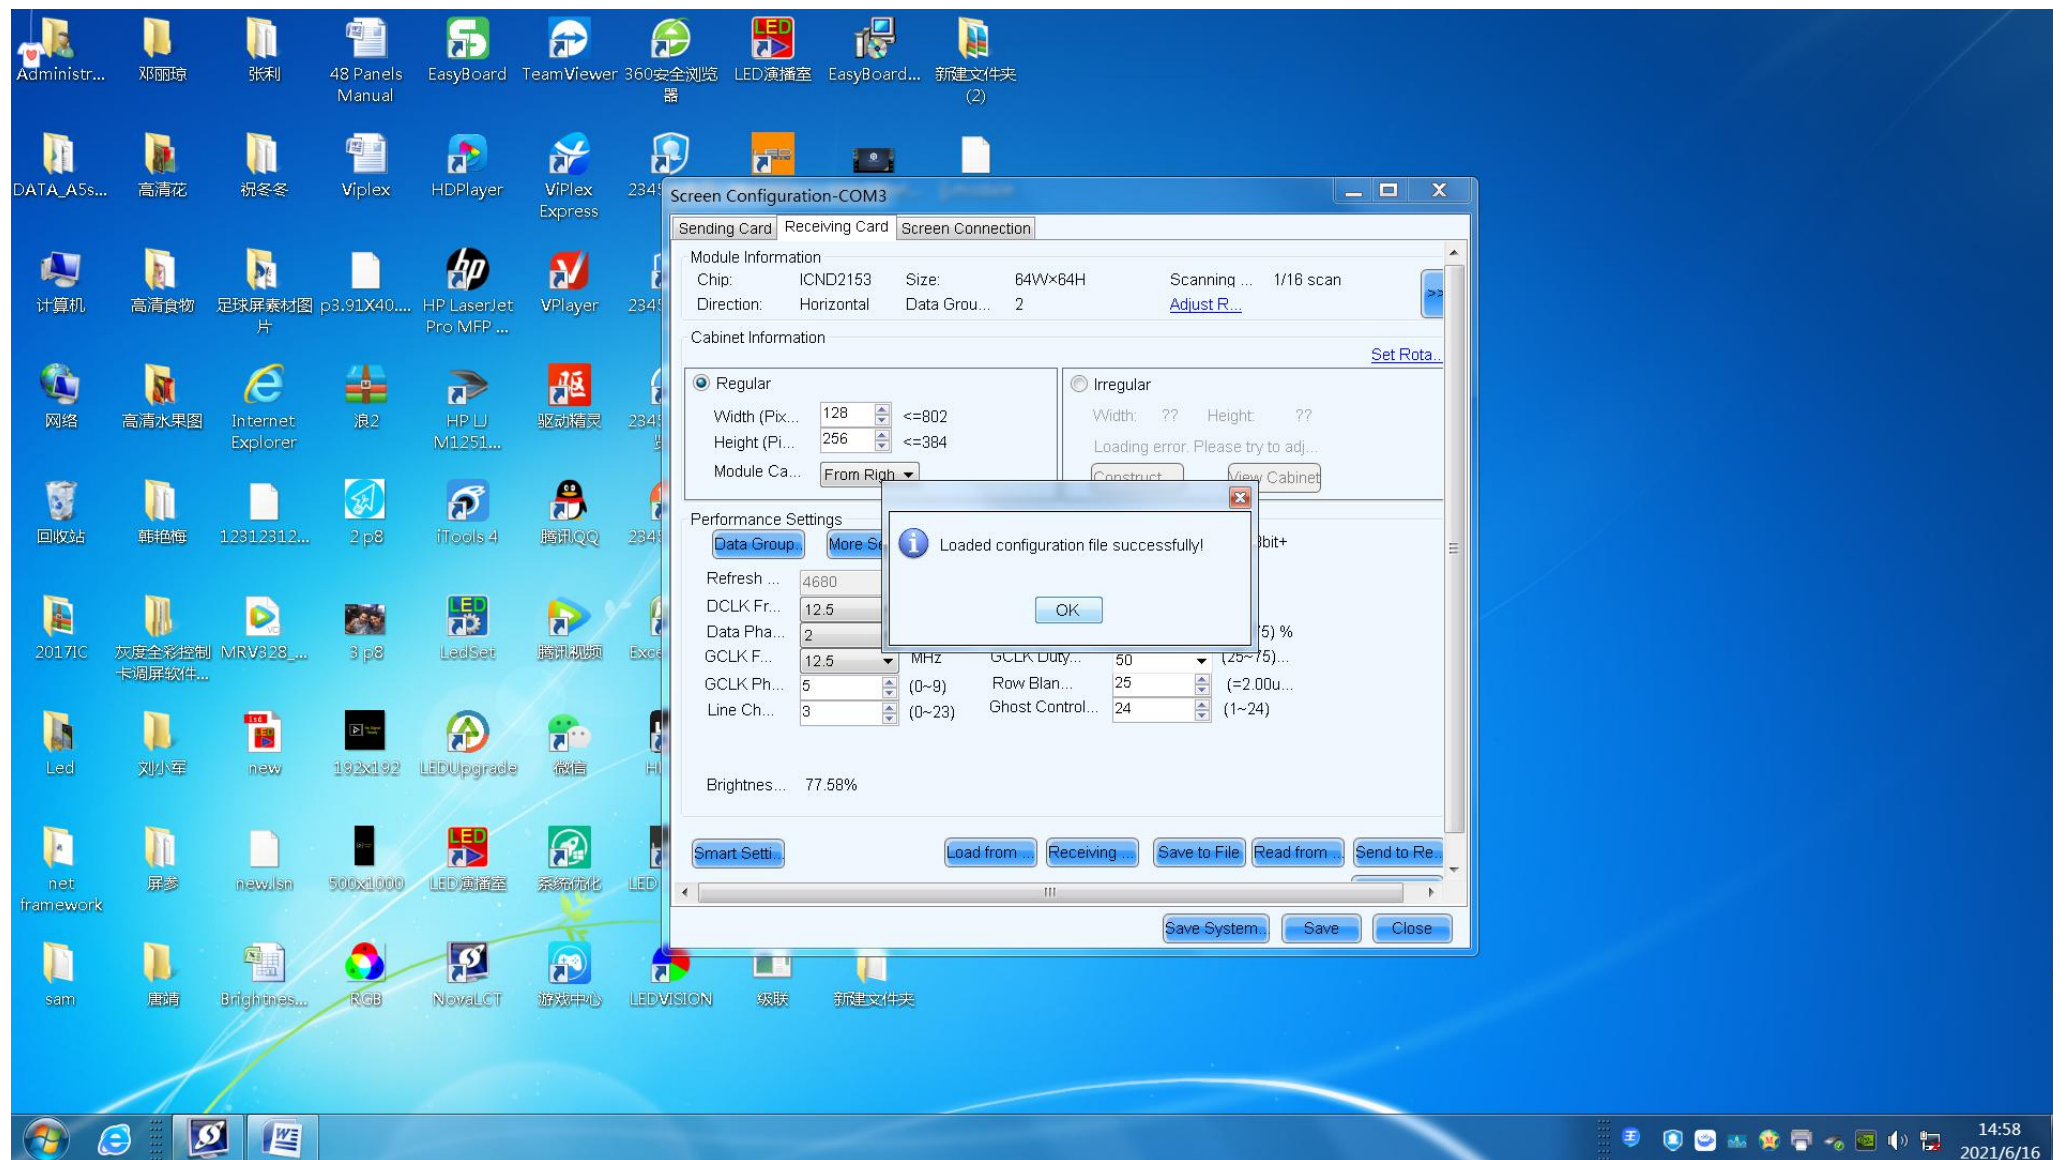 Administr...
邓丽琼
张利
48 Panels
Manual
EasyBoard
TeamViewer
360安全浏览
器
LED演播室
EasyBoard...
新建文件夹
(2)
DATA_A5s...
高清花
祝冬冬
Viplex
HDPlayer
ViPlex
Express
计算机
高清食物
足球屏素材图
片
p3.91X40....
HP LaserJet
Pro MFP ...
VPlayer
网络
高清水果图
Internet
Explorer
浪2
HP LJ
M1251...
驱动精灵
回收站
韩艳梅
12312312...
2 p8
iTools 4
腾讯QQ
2017IC
灰度全彩控制
卡调屏软件...
MRV328_...
3 p8
LedSet
腾讯视频
Led
刘小军
new
192x192
LEDUpgrade
微信
net
framework
屏参
new.lsn
500x1000
LED演播室
系统优化
LED
sam
唐靖
Brightnes...
RGB
NovaLCT
游戏中心
LEDVISION
级联
新建文件夹
Screen Configuration-COM3
Sending Card
Receiving Card
Screen Connection
Module Information
Chip: ICND2153 Size: 64W×64H Scanning ... 1/16 scan
Direction: Horizontal Data Grou... 2 Adjust R...
>>
Cabinet Information
Set Rota...
Regular
Width (Pix... 128 <=802
Height (Pi... 256 <=384
Module Ca... From Righ
Irregular
Width: ?? Height: ??
Loading error. Please try to adj...
Construct
View Cabinet
Performance Settings
Data Group..
More Se
8bit+
Loaded configuration file successfully!
OK
Refresh ... 4680
DCLK Fr... 12.5
Data Pha... 2
5) %
GCLK F... 12.5 MHz GCLK Duty... 50 (25~75)...
GCLK Ph... 5 (0~9) Row Blan... 25 (=2.00u...
Line Ch... 3 (0~23) Ghost Control... 24 (1~24)
Brightnes... 77.58%
Smart Setti..
Load from ...
Receiving ...
Save to File
Read from ...
Send to Re..
Save System..
Save
Close
14:58
2021/6/16